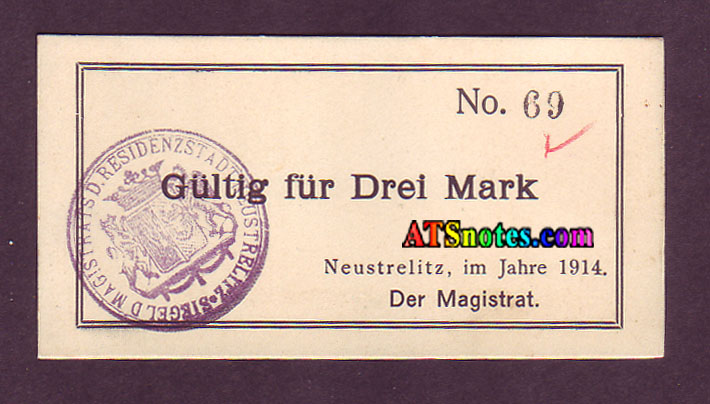 No. 69
Gültig für Drei Mark
ATSnotes.com
Neustrelitz, im Jahre 1914.
Der Magistrat.
SIEGEL D MAGISTRATS D. RESIDENZSTADT NEUSTRELITZ